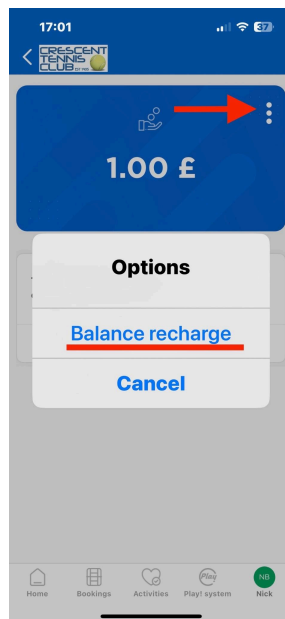 17:01
37
CRESCENT
TENNIS
CLUB
1.00 £
Options
Balance recharge
Cancel
Play
NB
Home Bookings Activities Play! system Nick